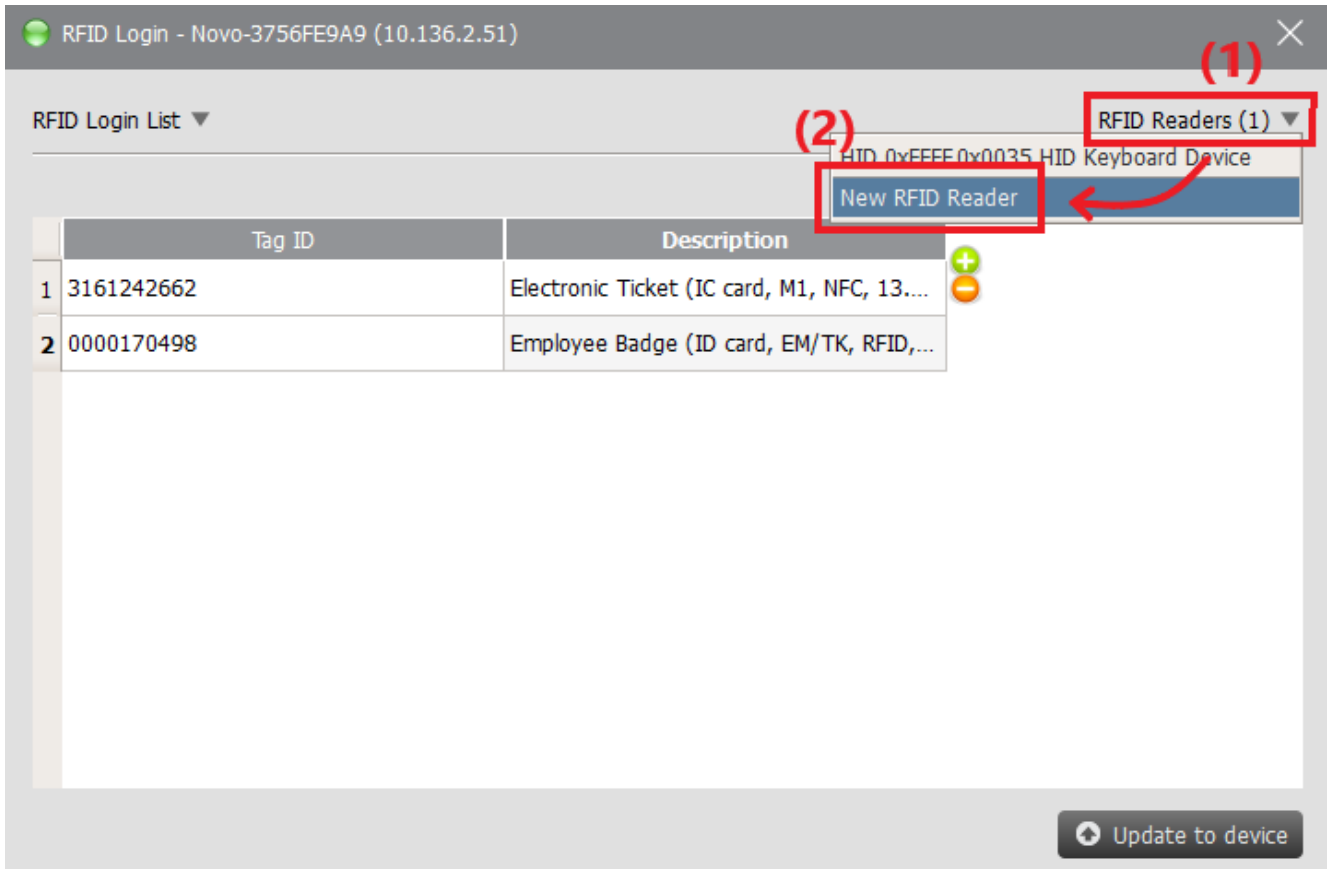 RFID Login - Novo-3756FE9A9 (10.136.2.51)
(1)
RFID Login List
RFID Readers (1)
(2)
HID 0xFFFF 0x0035 HID Keyboard Device
New RFID Reader
Tag ID Description
1 3161242662 Electronic Ticket (IC card, M1, NFC, 13....
2 0000170498 Employee Badge (ID card, EM/TK, RFID,...
Update to device